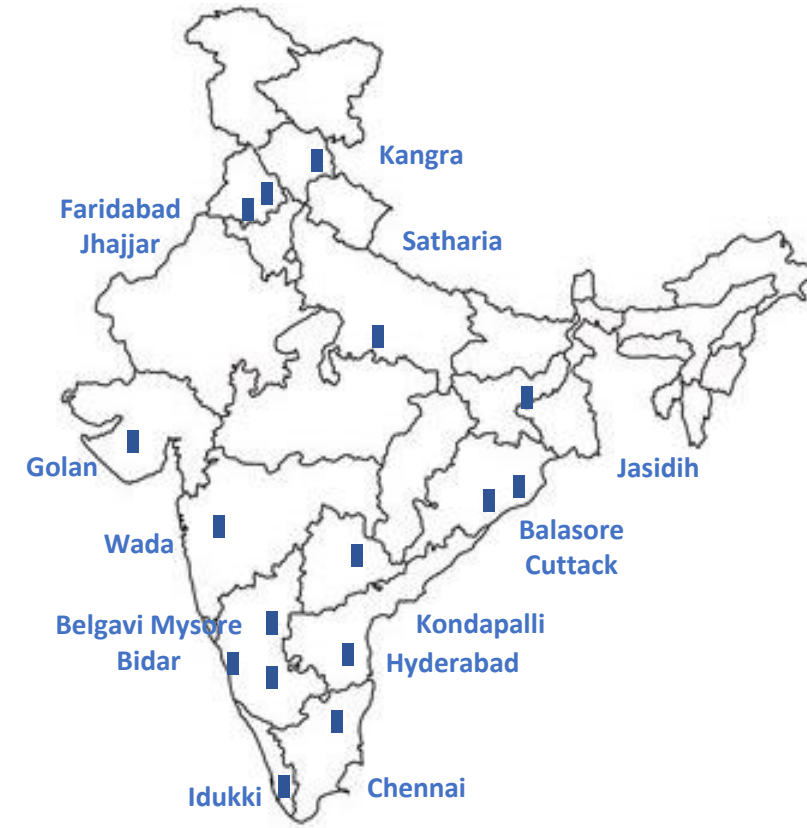 Kangra
Faridabad
Jhajjar
Satharia
Golan
Jasidih
Wada
Balasore
Cuttack
Belgavi Mysore
Bidar
Kondapalli
Hyderabad
Idukki
Chennai